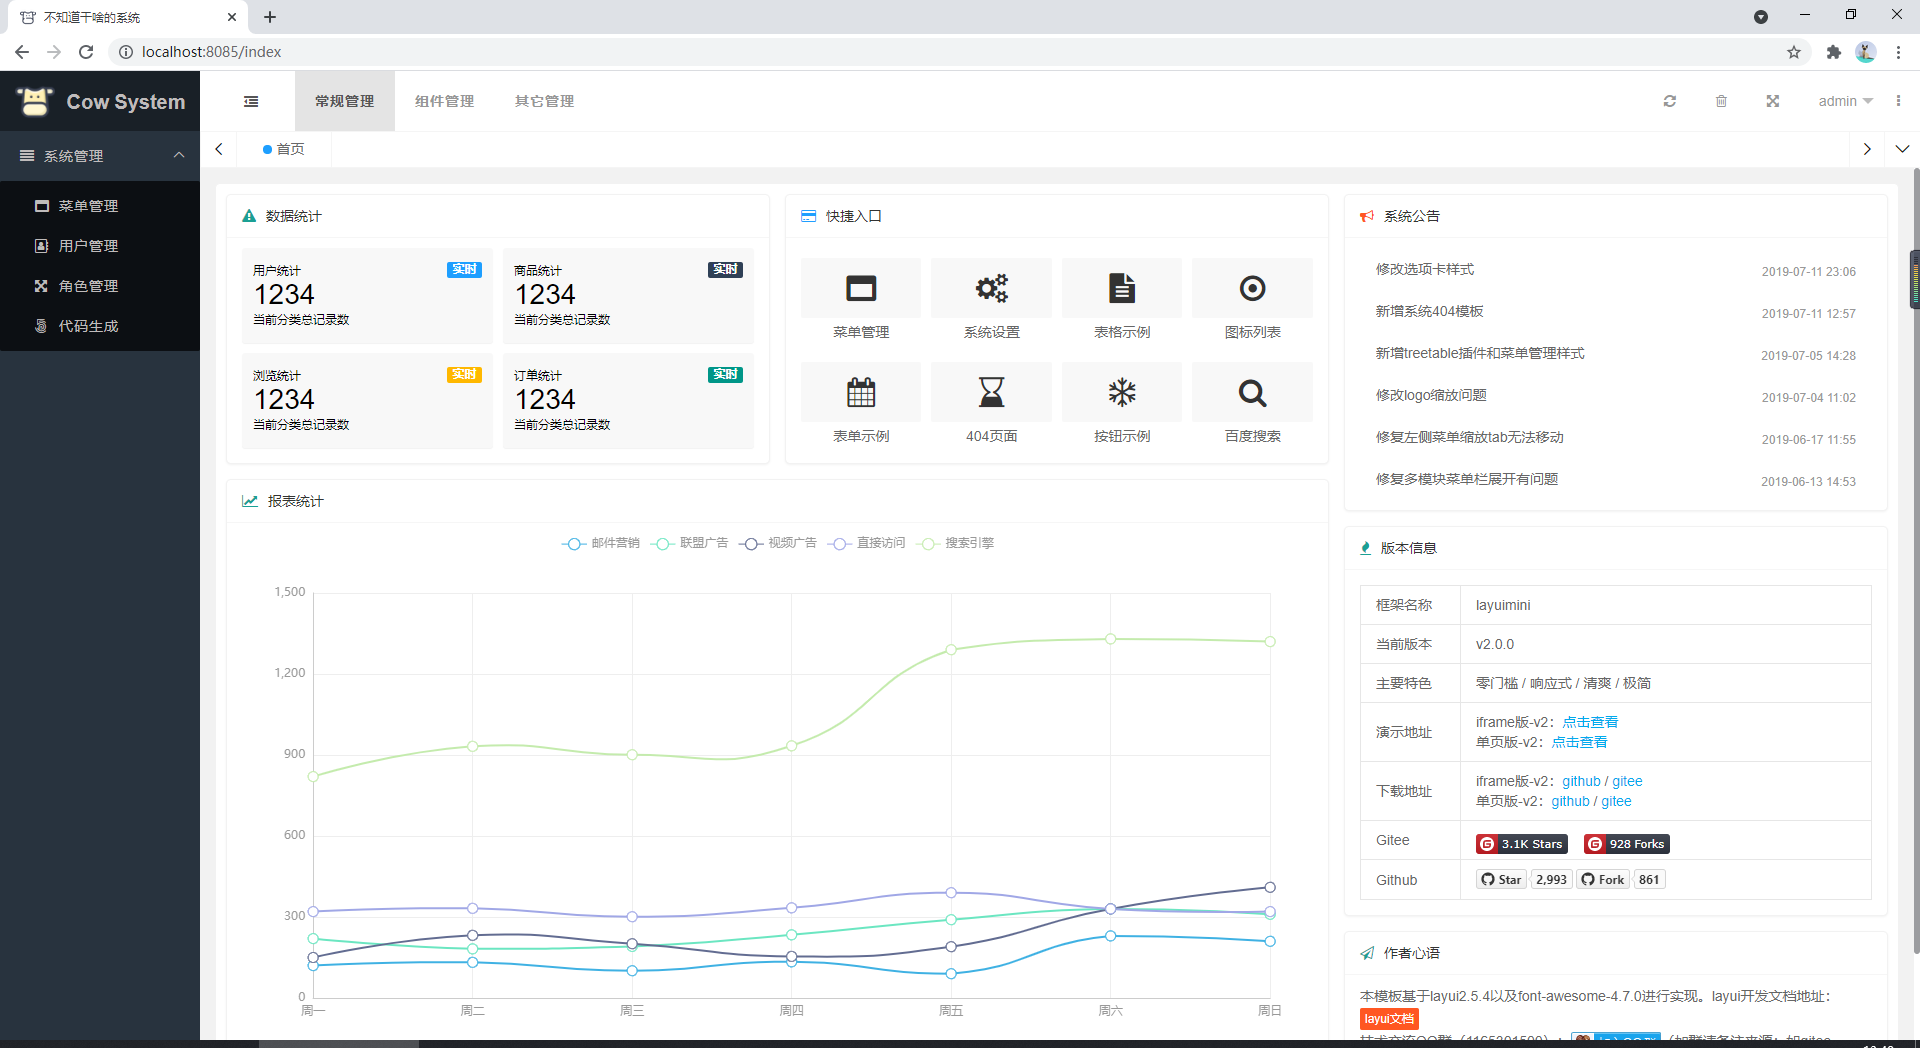 不知道干啥的系统
localhost:8085/index
Cow System
常规管理
组件管理
其它管理
admin
系统管理
菜单管理
用户管理
角色管理
代码生成
首页
数据统计
用户统计
实时
1234
当前分类总记录数
商品统计
实时
1234
当前分类总记录数
浏览统计
实时
1234
当前分类总记录数
订单统计
实时
1234
当前分类总记录数
快捷入口
菜单管理
系统设置
表格示例
图标列表
表单示例
404页面
按钮示例
百度搜索
报表统计
邮件营销
联盟广告
视频广告
直接访问
搜索引擎
1,500
1,200
900
600
300
0
周一
周二
周三
周四
周五
周六
周日
系统公告
修改选项卡样式 2019-07-11 23:06
新增系统404模板 2019-07-11 12:57
新增treetable插件和菜单管理样式 2019-07-05 14:28
修改logo缩放问题 2019-07-04 11:02
修复左侧菜单缩放tab无法移动 2019-06-17 11:55
修复多模块菜单栏展开有问题 2019-06-13 14:53
版本信息
框架名称 layuimini
当前版本 v2.0.0
主要特色 零门槛 / 响应式 / 清爽 / 极简
演示地址
iframe版-v2：点击查看
单页版-v2：点击查看
下载地址
iframe版-v2：github / gitee
单页版-v2：github / gitee
Gitee 3.1K Stars 928 Forks
Github Star 2,993 Fork 861
作者心语
本模板基于layui2.5.4以及font-awesome-4.7.0进行实现。layui开发文档地址：
layui文档